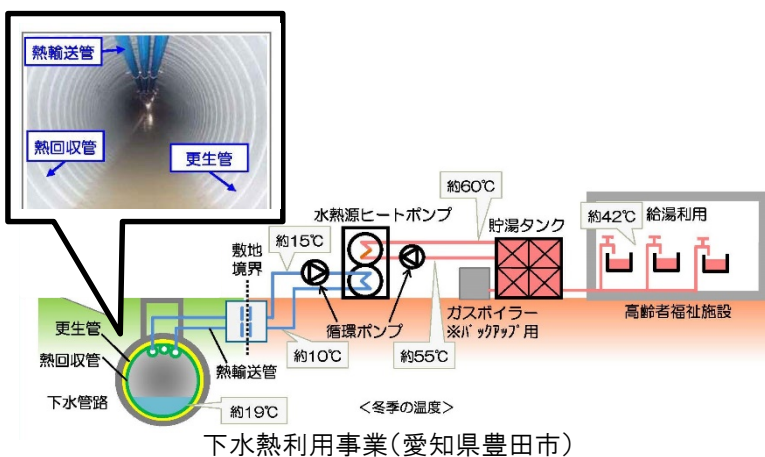 熱輸送管
熱回収管
更生管
水熱源ヒートポンプ
約60℃
貯湯タンク
約42℃
給湯利用
敷地
境界
約15℃
循環ポンプ
ガスボイラー
※バックアップ用
高齢者福祉施設
更生管
熱回収管
熱輸送管
約10℃
約55℃
下水管路
約19℃
<冬季の温度>
下水熱利用事業(愛知県豊田市)